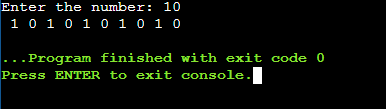 Enter the number: 10
1 0 1 0 1 0 1 0 1 0
...Program finished with exit code 0
Press ENTER to exit console.